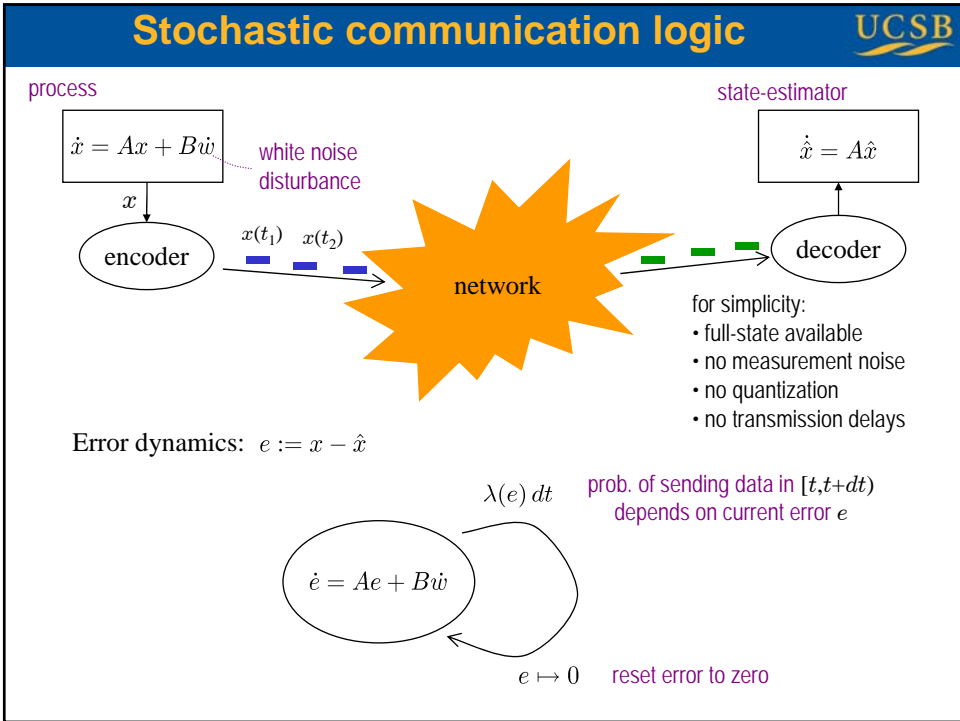 Stochastic communication logic
UCSB
process
ẋ = Ax + Bẇ
white noise
disturbance
x
encoder
x(t₁) x(t₂)
network
state-estimator
x̂̇ = Ax̂
decoder
for simplicity:
• full-state available
• no measurement noise
• no quantization
• no transmission delays
Error dynamics: e := x − x̂
λ(e) dt
prob. of sending data in [t,t+dt)
depends on current error e
ė = Ae + Bẇ
e ↦ 0
reset error to zero